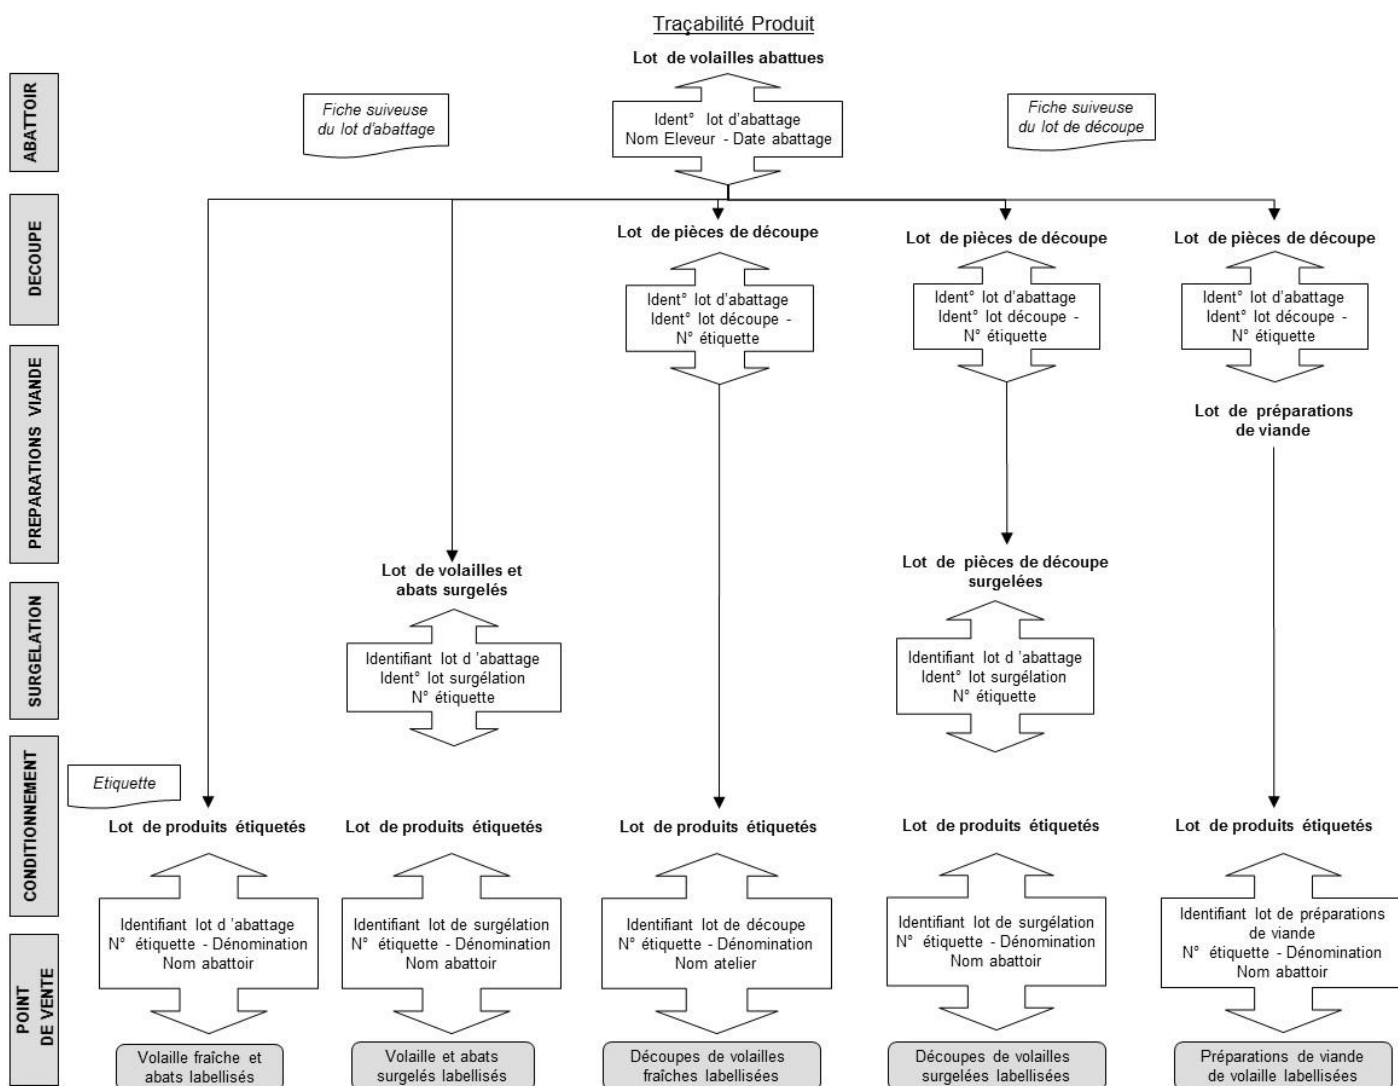 Traçabilité Produit
Lot de volailles abattues
ABATTOIR
Fiche suiveuse
du lot d'abattage
Ident° lot d'abattage
Nom Eleveur - Date abattage
Fiche suiveuse
du lot de découpe
DECOUPE
Lot de pièces de découpe
Ident° lot d'abattage
Ident° lot découpe -
N° étiquette
Lot de pièces de découpe
Ident° lot d'abattage
Ident° lot découpe -
N° étiquette
Lot de pièces de découpe
Ident° lot d'abattage
Ident° lot découpe -
N° étiquette
PREPARATIONS VIANDE
Lot de préparations
de viande
Lot de volailles et
abats surgelés
Lot de pièces de découpe
surgelées
SURGELATION
Identifiant lot d 'abattage
Ident° lot surgélation
N° étiquette
Identifiant lot d 'abattage
Ident° lot surgélation
N° étiquette
CONDITIONNEMENT
Etiquette
Lot de produits étiquetés
Lot de produits étiquetés
Lot de produits étiquetés
Lot de produits étiquetés
Lot de produits étiquetés
Identifiant lot d 'abattage
N° étiquette - Dénomination
Nom abattoir
Identifiant lot de surgélation
N° étiquette - Dénomination
Nom abattoir
Identifiant lot de découpe
N° étiquette - Dénomination
Nom atelier
Identifiant lot de surgélation
N° étiquette - Dénomination
Nom abattoir
Identifiant lot de préparations
de viande
N° étiquette - Dénomination
Nom abattoir
POINT
DE VENTE
Volaille fraîche et
abats labellisés
Volaille et abats
surgelés labellisés
Découpes de volailles
fraîches labellisées
Découpes de volailles
surgelées labellisées
Préparations de viande
de volaille labellisées